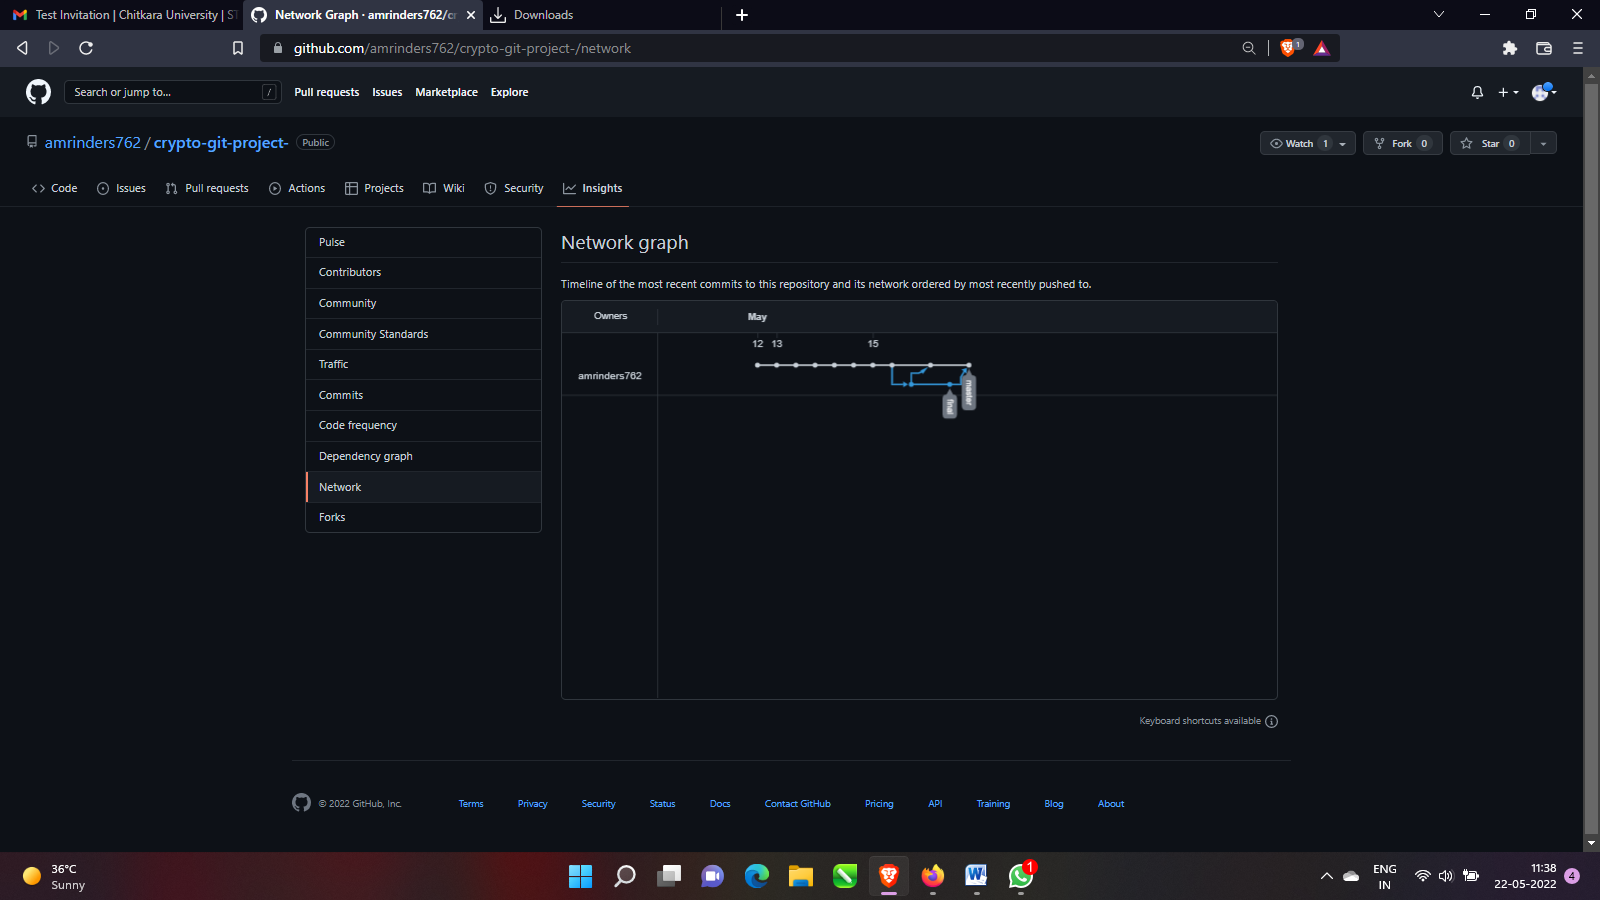 Test Invitation | Chitkara University | ST
Network Graph · amrinders762/cr
Downloads
github.com/amrinders762/crypto-git-project-/network
1
Search or jump to...
/
Pull requests
Issues
Marketplace
Explore
amrinders762 / crypto-git-project-
Public
Watch 1
Fork 0
Star 0
Code
Issues
Pull requests
Actions
Projects
Wiki
Security
Insights
Pulse
Contributors
Community
Community Standards
Traffic
Commits
Code frequency
Dependency graph
Network
Forks
Network graph
Timeline of the most recent commits to this repository and its network ordered by most recently pushed to.
Owners
May
12 13 15
amrinders762
master
final
Keyboard shortcuts available
© 2022 GitHub, Inc.
Terms
Privacy
Security
Status
Docs
Contact GitHub
Pricing
API
Training
Blog
About
36°C
Sunny
1
ENG
IN
11:38
22-05-2022
4